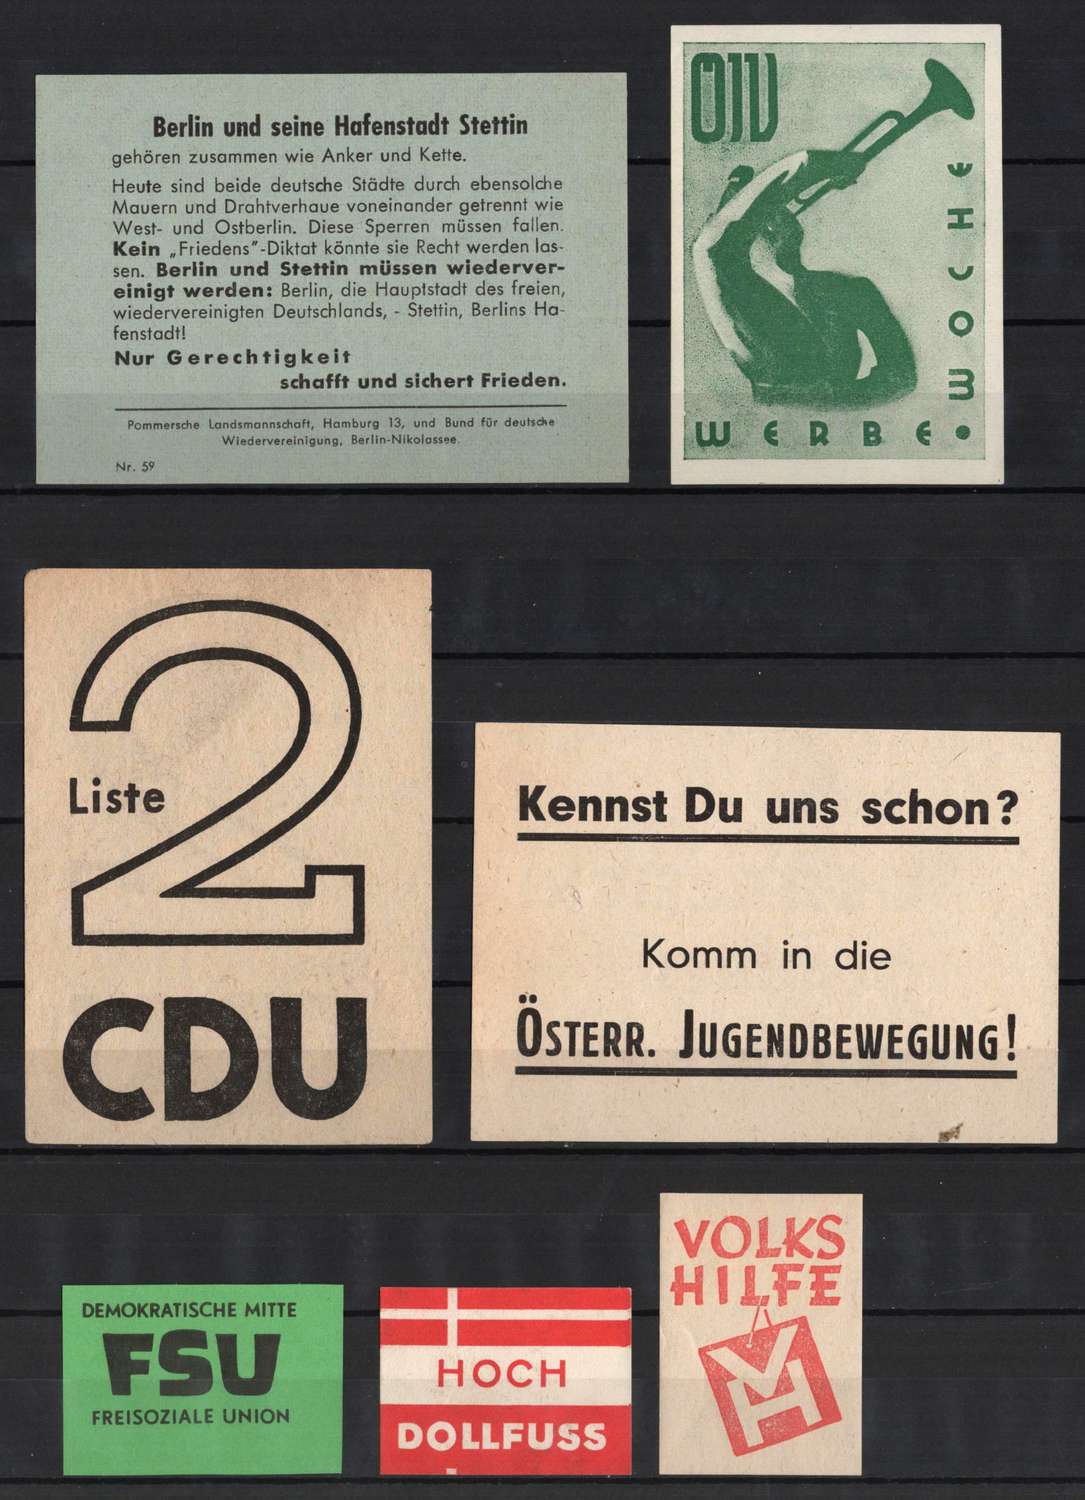 Berlin und seine Hafenstadt Stettin
gehören zusammen wie Anker und Kette.
Heute sind beide deutsche Städte durch ebensolche
Mauern und Drahtverhaue voneinander getrennt wie
West- und Ostberlin. Diese Sperren müssen fallen.
Kein „Friedens”-Diktat könnte sie Recht werden las-
sen. Berlin und Stettin müssen wiederver-
einigt werden: Berlin, die Hauptstadt des freien,
wiedervereinigten Deutschlands, - Stettin, Berlins Ha-
fenstadt!
Nur Gerechtigkeit
schafft und sichert Frieden.
Pommersche Landsmannschaft, Hamburg 13, und Bund für deutsche
Wiedervereinigung, Berlin-Nikolassee.
Nr. 59
ÖJV
WERBE•
WOCHE
2
Liste
CDU
Kennst Du uns schon?
Komm in die
ÖSTERR. JUGENDBEWEGUNG!
DEMOKRATISCHE MITTE
FSU
FREISOZIALE UNION
HOCH
DOLLFUSS
VOLKS
HILFE
VH